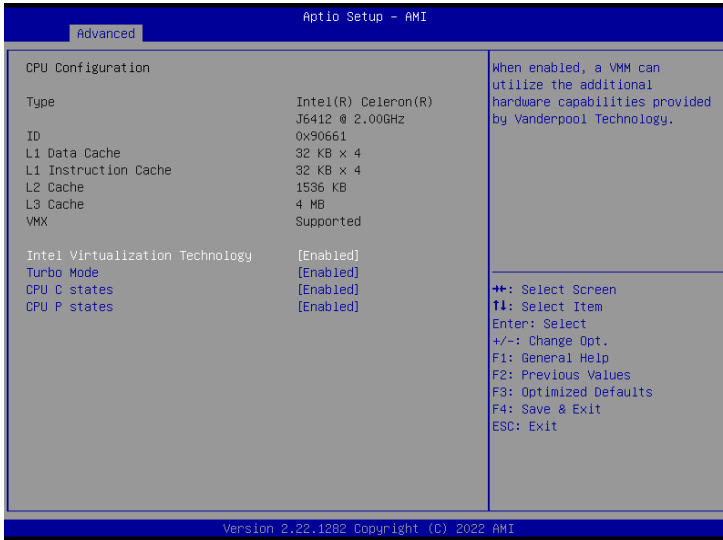 Aptio Setup – AMI
Advanced
CPU Configuration
Type Intel(R) Celeron(R)
J6412 @ 2.00GHz
ID 0x90661
L1 Data Cache 32 KB x 4
L1 Instruction Cache 32 KB x 4
L2 Cache 1536 KB
L3 Cache 4 MB
VMX Supported
Intel Virtualization Technology [Enabled]
Turbo Mode [Enabled]
CPU C states [Enabled]
CPU P states [Enabled]
When enabled, a VMM can
utilize the additional
hardware capabilities provided
by Vanderpool Technology.
→←: Select Screen
↑↓: Select Item
Enter: Select
+/-: Change Opt.
F1: General Help
F2: Previous Values
F3: Optimized Defaults
F4: Save & Exit
ESC: Exit
Version 2.22.1282 Copyright (C) 2022 AMI